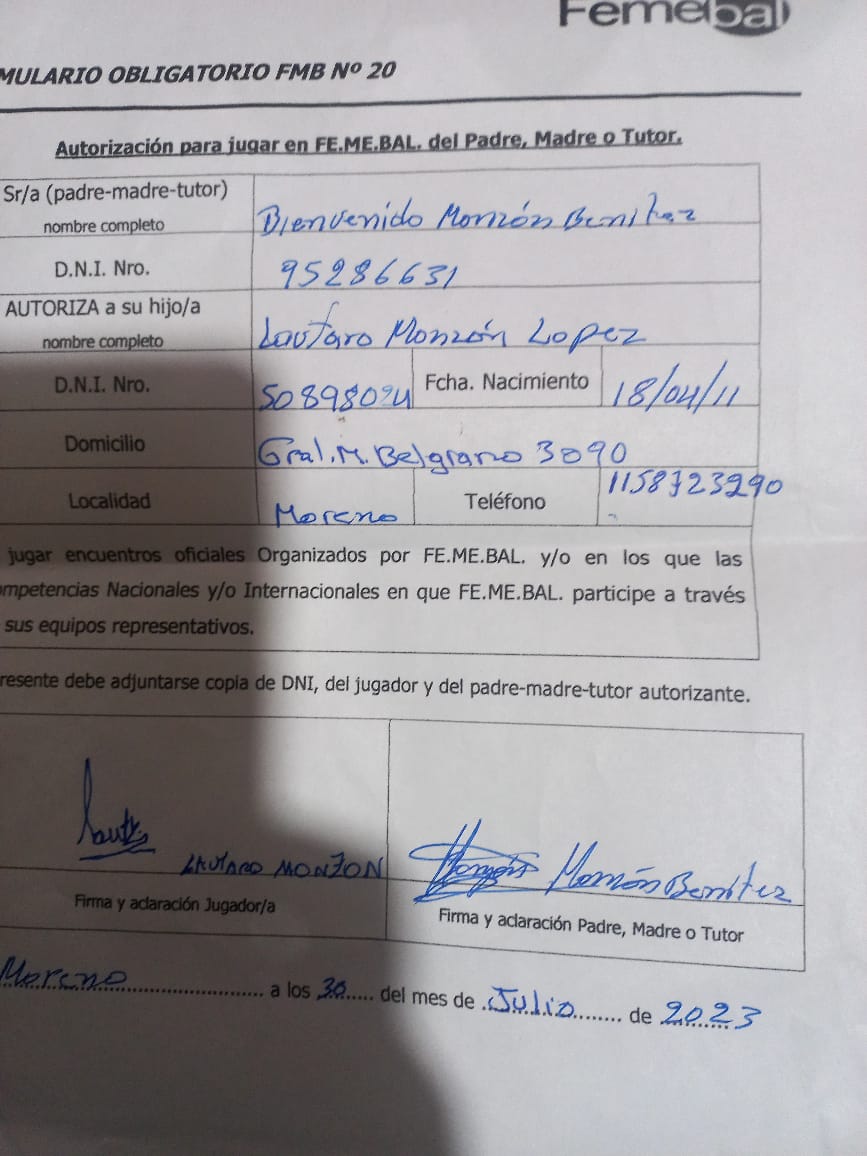 Femebal
MULARIO OBLIGATORIO FMB Nº 20
Autorización para jugar en FE.ME.BAL. del Padre, Madre o Tutor.
Sr/a (padre-madre-tutor)
nombre completo
Bienvenido Monzón Benitez
D.N.I. Nro.
95286631
AUTORIZA a su hijo/a
nombre completo
Lautaro Monzón Lopez
D.N.I. Nro.
50898024
Fcha. Nacimiento
18/04/11
Domicilio
Gral. M. Belgrano 3090
Localidad
Moreno
Teléfono
1158723290
jugar encuentros oficiales Organizados por FE.ME.BAL. y/o en los que las
ompetencias Nacionales y/o Internacionales en que FE.ME.BAL. participe a través
sus equipos representativos.
resente debe adjuntarse copia de DNI, del jugador y del padre-madre-tutor autorizante.
Lauty
LAUTARO MONZON
Monzón Monzón Benitez
Firma y aclaración Jugador/a
Firma y aclaración Padre, Madre o Tutor
Moreno a los 30 del mes de Julio de 2023